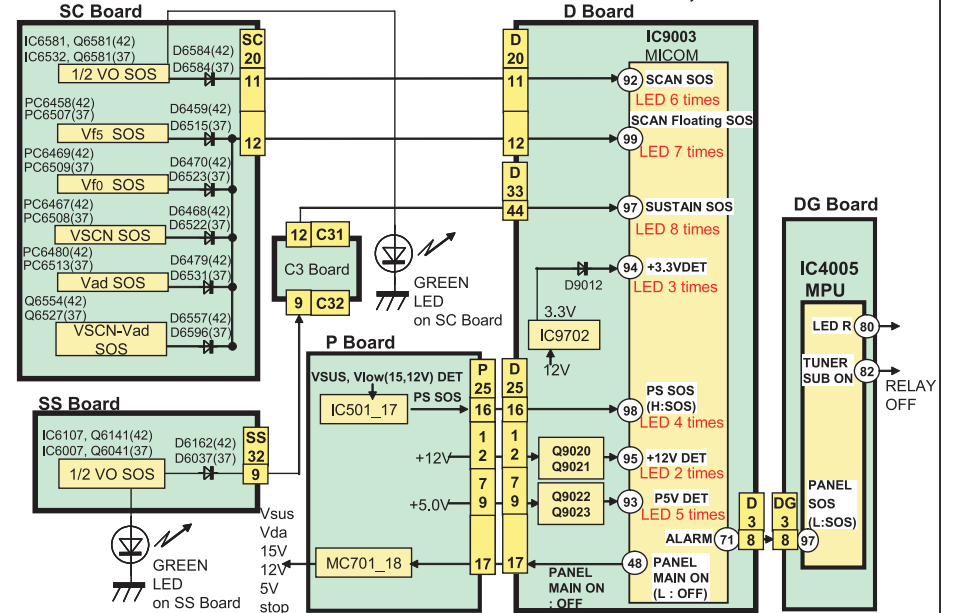 SC Board
IC6581, Q6581(42)
IC6532, Q6581(37)
1/2 VO SOS
D6584(42)
D6584(37)
SC
20
11
12
PC6458(42)
PC6507(37)
Vf5 SOS
D6459(42)
D6515(37)
PC6469(42)
PC6509(37)
Vf0 SOS
D6470(42)
D6523(37)
PC6467(42)
PC6508(37)
VSCN SOS
D6468(42)
D6522(37)
PC6480(42)
PC6513(37)
Vad SOS
D6479(42)
D6531(37)
Q6554(42)
Q6527(37)
VSCN-Vad
SOS
D6557(42)
D6596(37)
SS Board
IC6107, Q6141(42)
IC6007, Q6041(37)
1/2 VO SOS
D6162(42)
D6037(37)
SS
32
9
GREEN
LED
on SS Board
12 C31
C3 Board
9 C32
GREEN
LED
on SC Board
P Board
VSUS, Vlow(15,12V) DET
IC501_17
PS SOS
+12V
+5.0V
MC701_18
Vsus
Vda
15V
12V
5V
stop
P
25
16
1
2
7
9
17
D Board
D
20
11
12
D
33
44
D
25
16
1
2
7
9
17
IC9003
MICOM
92 SCAN SOS
LED 6 times
SCAN Floating SOS
99
LED 7 times
97 SUSTAIN SOS
LED 8 times
94 +3.3VDET
LED 3 times
D9012
3.3V
IC9702
12V
PS SOS
98 (H:SOS)
LED 4 times
Q9020
Q9021
95 +12V DET
LED 2 times
Q9022
Q9023
93 P5V DET
LED 5 times
ALARM 71
48 PANEL
MAIN ON
(L : OFF)
PANEL
MAIN ON
: OFF
D
3
8
DG
3
8
DG Board
IC4005
MPU
LED R 80
TUNER
SUB ON
82
RELAY
OFF
PANEL
SOS
(L:SOS)
97